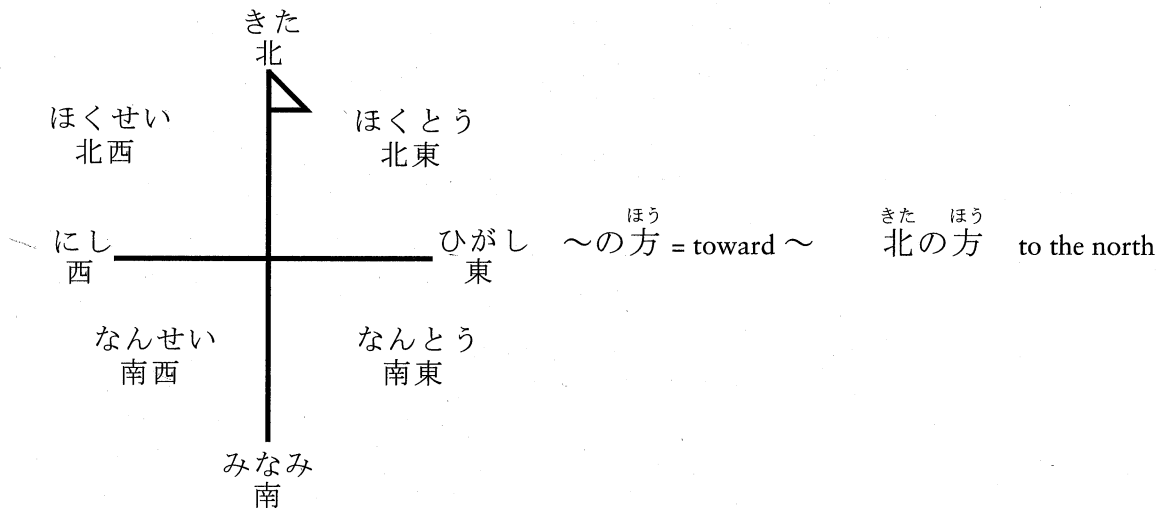 きた
北
ほくせい
北西
ほくとう
北東
にし
西
ひがし
東
〜の方 = toward 〜
ほう
北の方 to the north
きた ほう
なんせい
南西
なんとう
南東
みなみ
南